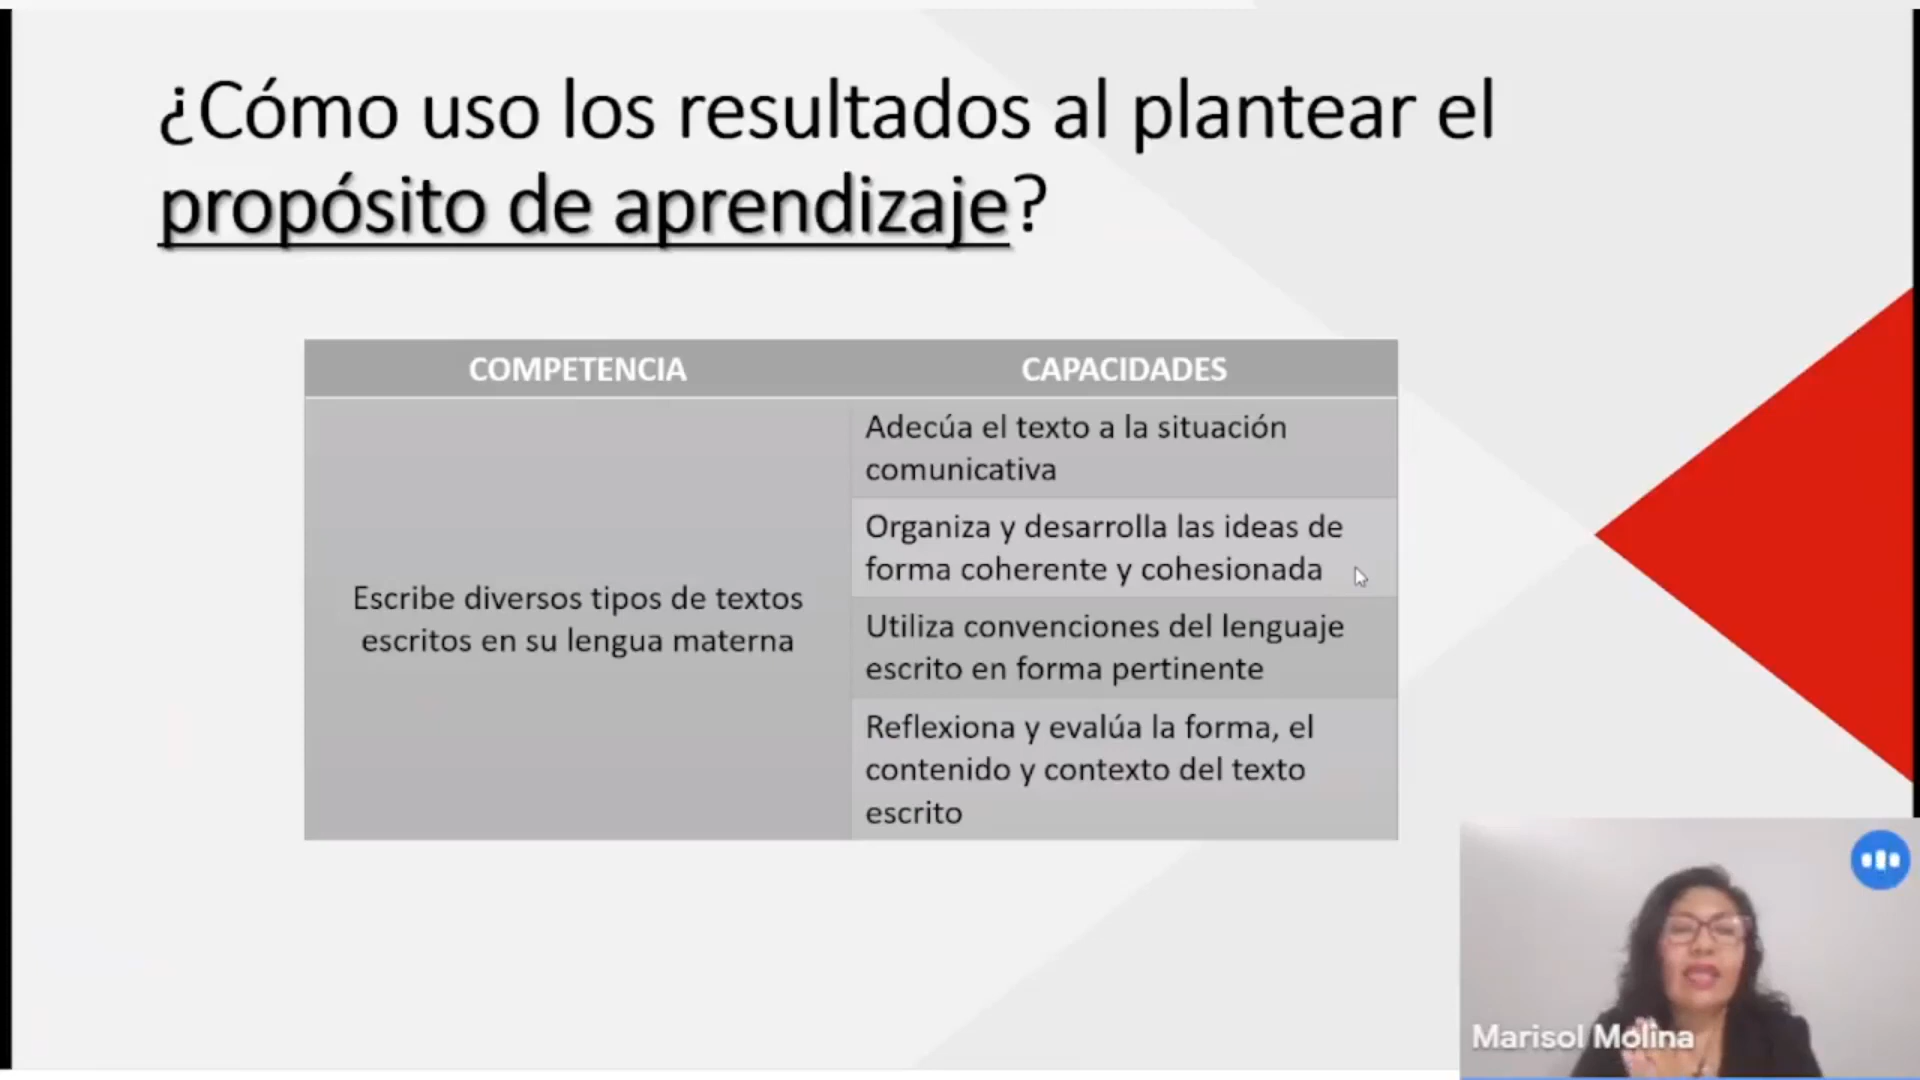 ¿Cómo uso los resultados al plantear el
propósito de aprendizaje?
COMPETENCIA
CAPACIDADES
Escribe diversos tipos de textos
escritos en su lengua materna
Adecúa el texto a la situación
comunicativa
Organiza y desarrolla las ideas de
forma coherente y cohesionada
Utiliza convenciones del lenguaje
escrito en forma pertinente
Reflexiona y evalúa la forma, el
contenido y contexto del texto
escrito
Marisol Molina